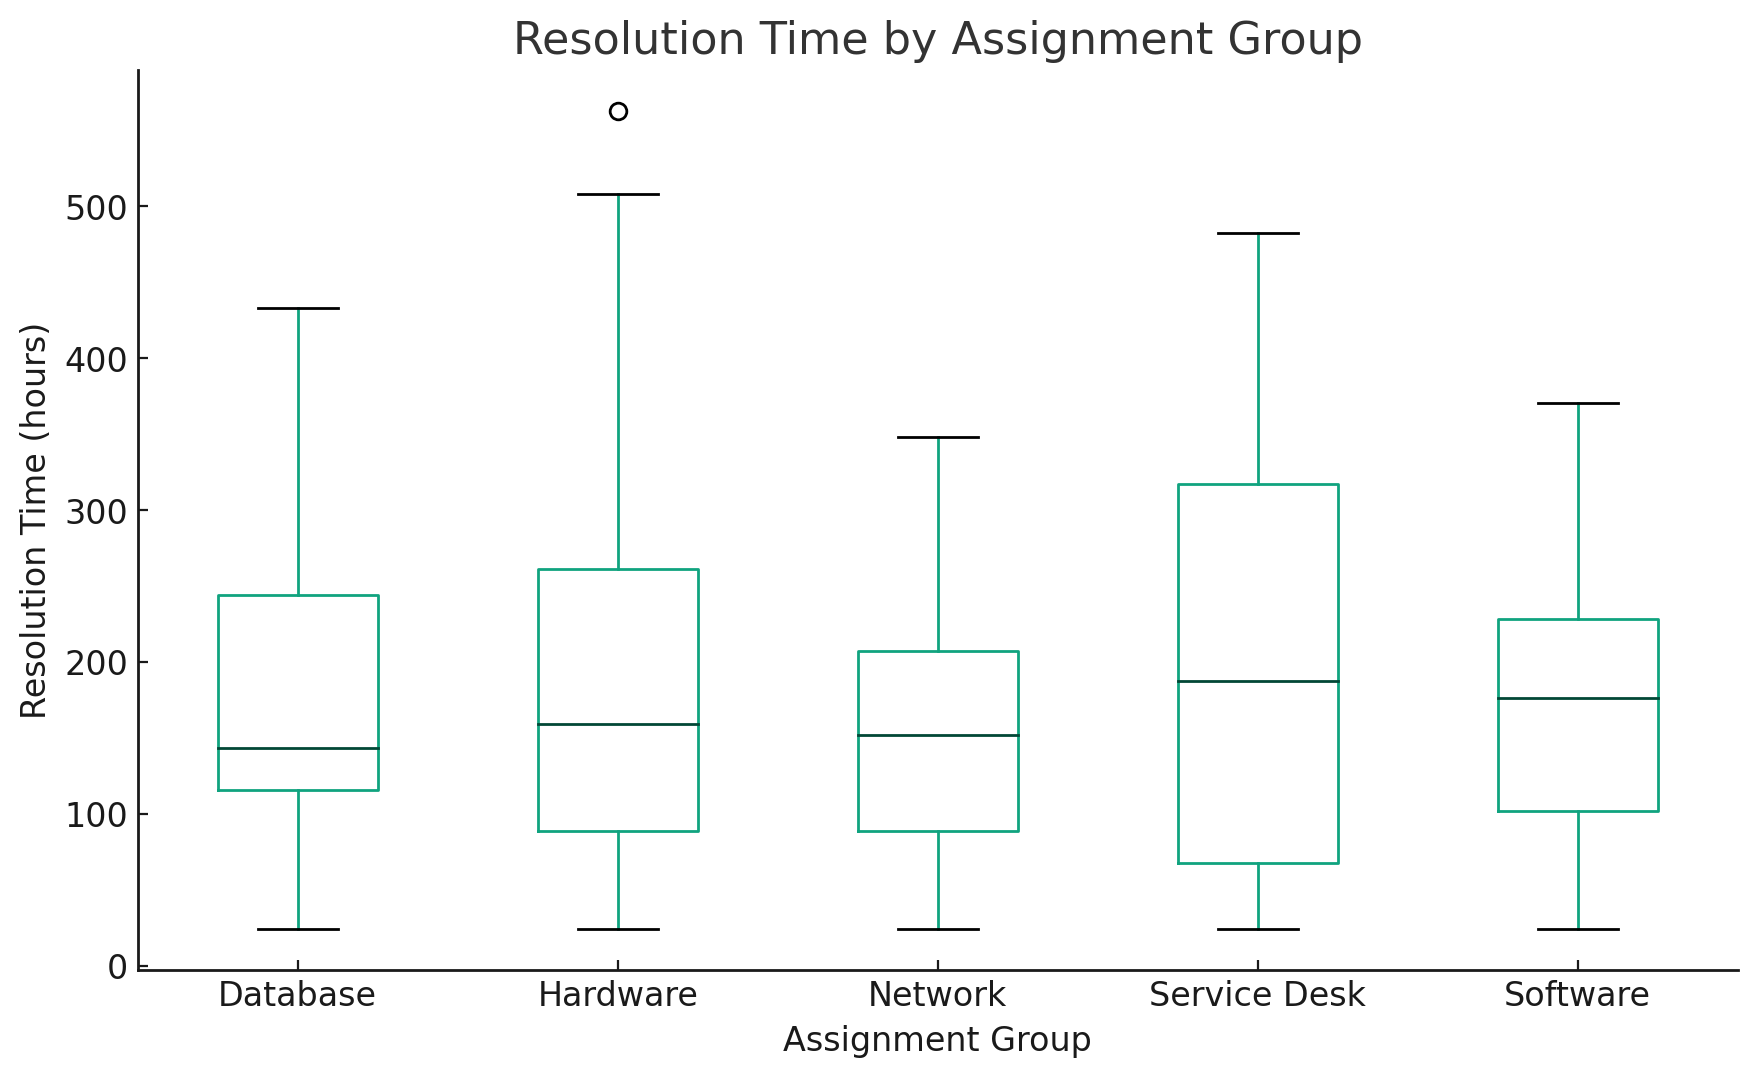 Resolution Time by Assignment Group
Resolution Time (hours)
500
400
300
200
100
0
Database
Hardware
Network
Service Desk
Software
Assignment Group